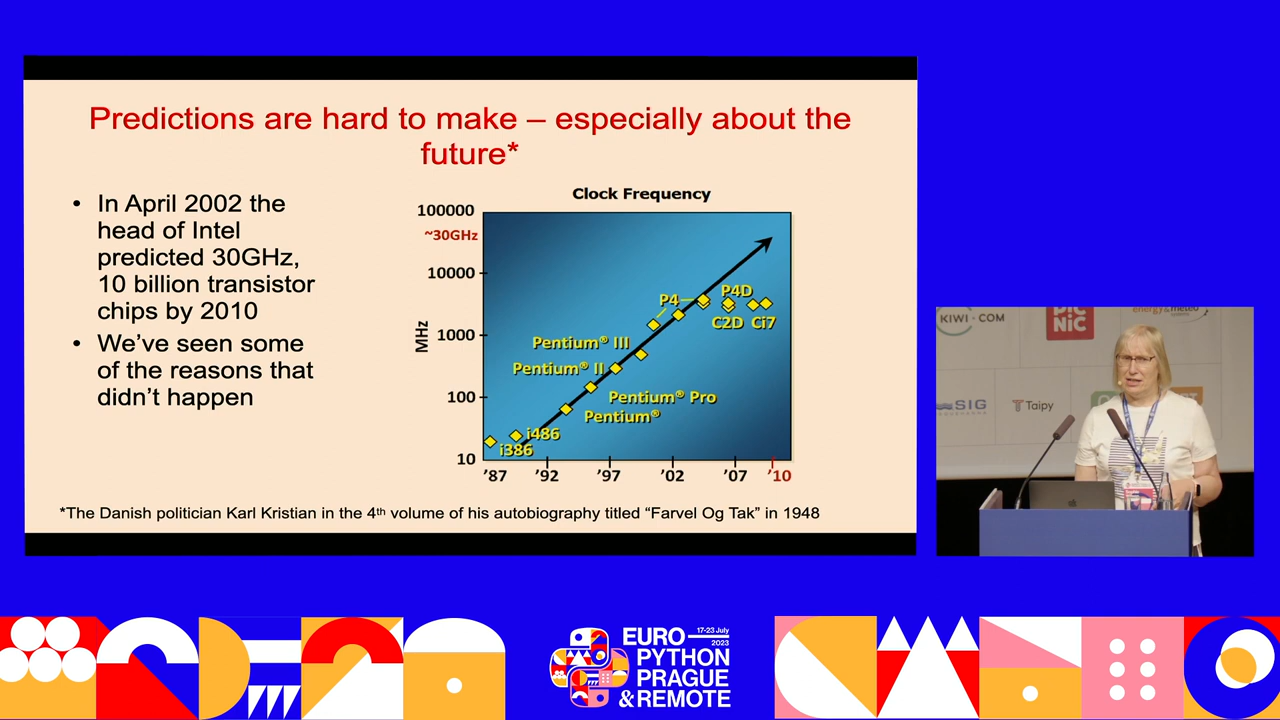 Predictions are hard to make – especially about the
future*
• In April 2002 the
head of Intel
predicted 30GHz,
10 billion transistor
chips by 2010
• We’ve seen some
of the reasons that
didn’t happen
Clock Frequency
100000
~30GHz
10000
1000
100
10
MHz
P4
P4D
C2D Ci7
Pentium® III
Pentium® II
Pentium® Pro
Pentium®
i486
i386
’87 ’92 ’97 ’02 ’07 ’10
*The Danish politician Karl Kristian in the 4th volume of his autobiography titled “Farvel Og Tak” in 1948
KIWI.COM
PIC
NIC
energy & meteo
systems
SIG
Taipy
EURO
17-23 July
2023
PYTHON
PRAGUE
& REMOTE